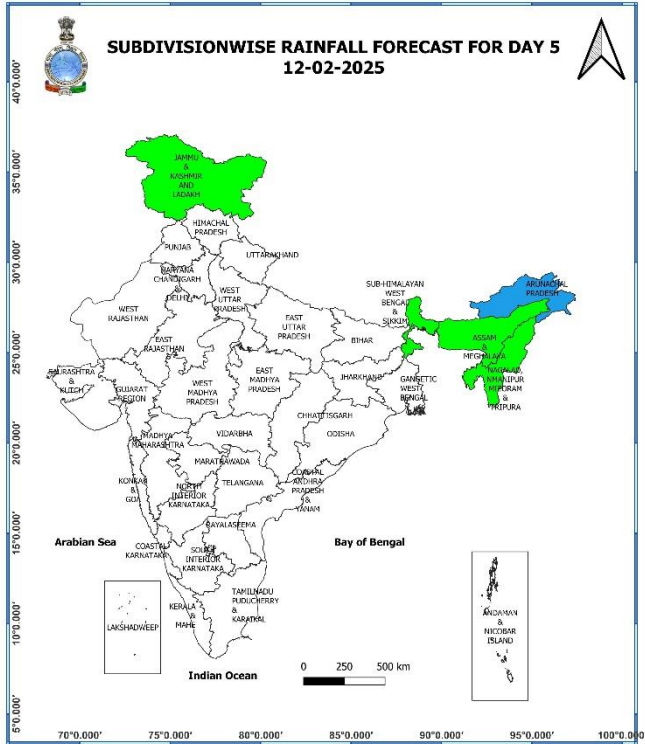 SUBDIVISIONWISE RAINFALL FORECAST FOR DAY 5
12-02-2025
40°0.000'
35°0.000'
30°0.000'
25°0.000'
20°0.000'
15°0.000'
10°0.000'
5°0.000'
JAMMU
&
KASHMIR
AND
LADAKH
HIMACHAL
PRADESH
PUNJAB
UTTARAKHAND
HARYANA
CHANDIGARH
&
DELHI
WEST
UTTAR
PRADESH
WEST
RAJASTHAN
EAST
RAJASTHAN
EAST
UTTAR
PRADESH
SUB-HIMALAYAN
WEST
BENGAL
&
SIKKIM
ARUNACHAL
PRADESH
BIHAR
ASSAM
&
MEGHALAYA
SAURASHTRA
&
KUTCH
GUJARAT
REGION
WEST
MADHYA
PRADESH
EAST
MADHYA
PRADESH
JHARKHAND
GANGETIC
WEST
BENGAL
MIZORAM
&
TRIPURA
CHHATTISGARH
ODISHA
MADHYA
MAHARASHTRA
VIDARBHA
MARATHWADA
TELANGANA
KONKAN
&
GOA
NORTH
INTERIOR
KARNATAKA
COASTAL
ANDHRA
PRADESH
&
YANAM
RAYALASEEMA
Arabian Sea
COASTAL
KARNATAKA
SOUTH
INTERIOR
KARNATAKA
Bay of Bengal
LAKSHADWEEP
KERALA
&
MAHE
TAMILNADU
PUDUCHERRY
&
KARAIKAL
ANDAMAN
&
NICOBAR
ISLAND
Indian Ocean
0 250 500 km
70°0.000' 75°0.000' 80°0.000' 85°0.000' 90°0.000' 95°0.000' 100°0.000'